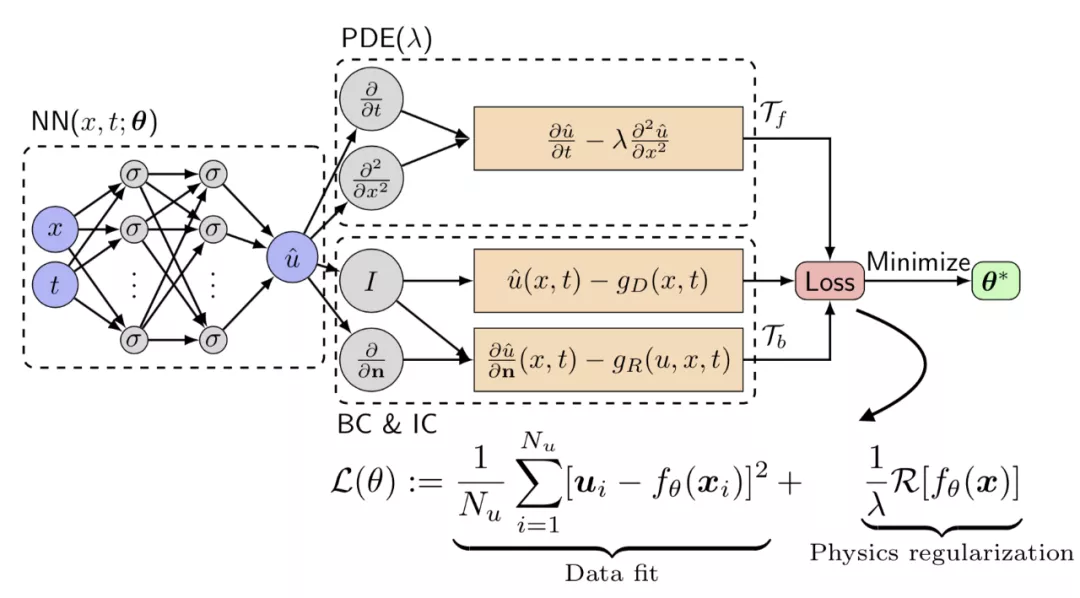 PDE(λ)
NN(x, t; θ)
∂/∂t
∂²/∂x²
∂û/∂t − λ ∂²û/∂x²
𝒯_f
x
t
σ σ
σ σ
⋮ ⋮
σ σ
û
I
∂/∂n
û(x, t) − g_D(x, t)
∂û/∂n(x, t) − g_R(u, x, t)
𝒯_b
Loss
Minimize
θ*
BC & IC
ℒ(θ) := 1/N_u ∑_{i=1}^{N_u} [u_i − f_θ(x_i)]² + 1/λ ℛ[f_θ(x)]
Data fit
Physics regularization